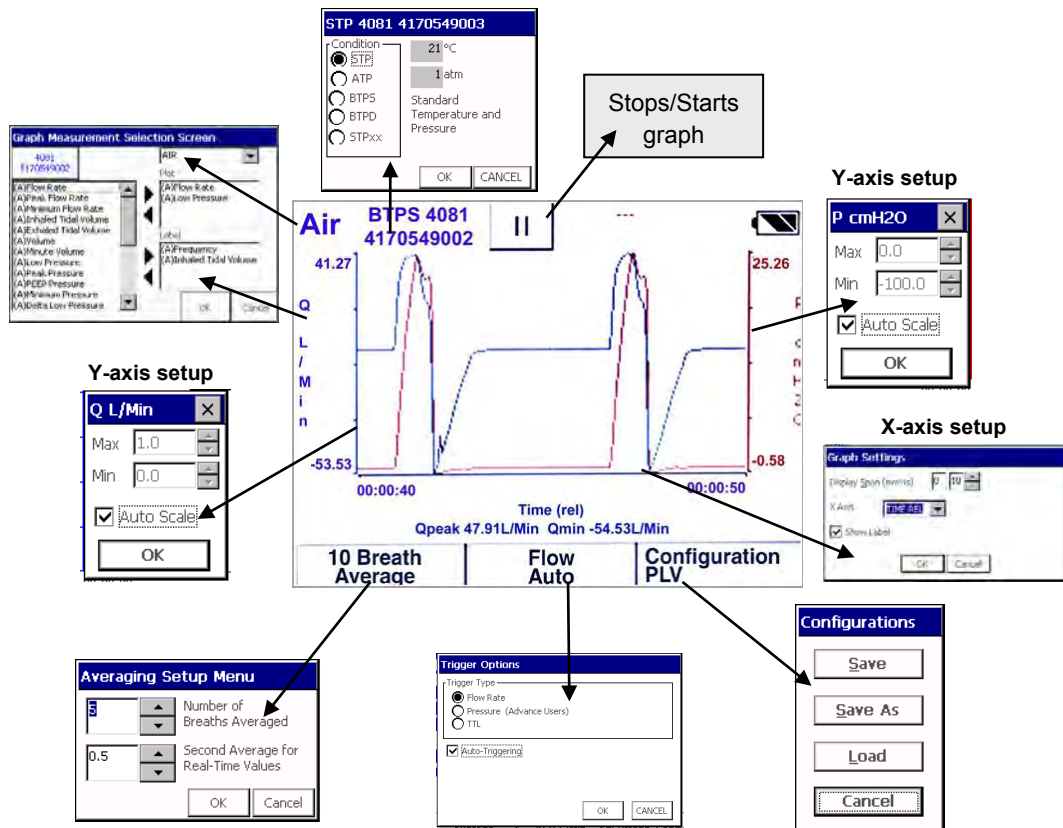 STP 4081 4170549003
Condition
STP
ATP
BTPS
BTPD
STPxx
21 °C
1 atm
Standard
Temperature and
Pressure
OK CANCEL
Stops/Starts
graph
Graph Measurement Selection Screen
4081
4170549002
AIR
Plot
(A)Flow Rate
(A)Low Pressure
(A)Flow Rate
(A)Peak Flow Rate
(A)Minimum Flow Rate
(A)Inhaled Tidal Volume
(A)Exhaled Tidal Volume
(A)Volume
(A)Minute Volume
(A)Low Pressure
(A)Peak Pressure
(A)PEEP Pressure
(A)Minimum Pressure
(A)Delta Low Pressure
Label
(A)Frequency
(A)Inhaled Tidal Volume
OK Cancel
Air
BTPS 4081
4170549002
---
41.27
25.26
Q L/Min
-53.53
-0.58
00:00:40
00:00:50
Time (rel)
Qpeak 47.91L/Min Qmin -54.53L/Min
10 Breath
Average
Flow
Auto
Configuration
PLV
Y-axis setup
P cmH2O
Max 0.0
Min -100.0
Auto Scale
OK
Y-axis setup
Q L/Min
Max 1.0
Min 0.0
Auto Scale
OK
X-axis setup
Graph Settings
Display Span (mm:ss) 0 10
X Axis TIME REL
Show Label
OK Cancel
Averaging Setup Menu
5
Number of
Breaths Averaged
0.5
Second Average for
Real-Time Values
OK Cancel
Trigger Options
Trigger Type
Flow Rate
Pressure (Advance Users)
TTL
Auto-Triggering
OK CANCEL
Configurations
Save
Save As
Load
Cancel